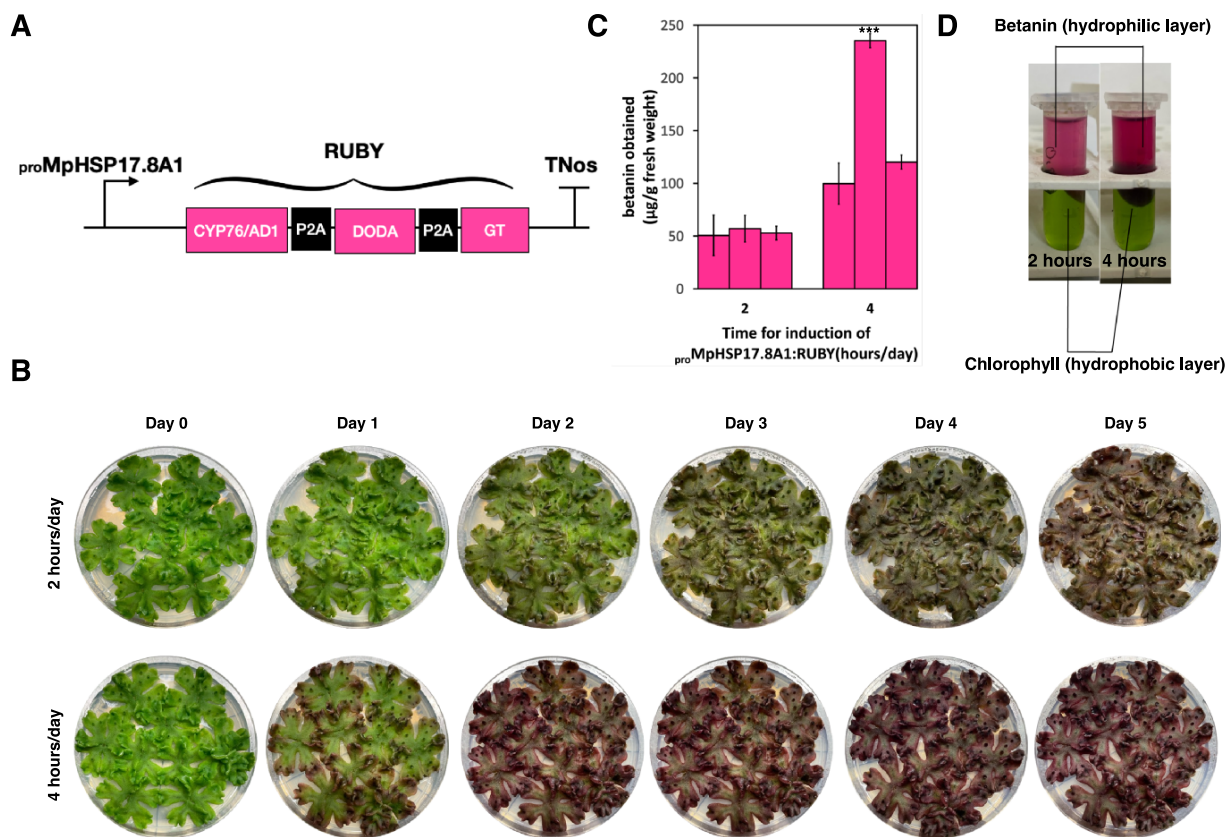 A
proMpHSP17.8A1
RUBY
TNos
CYP76/AD1
P2A
DODA
P2A
GT
C
betanin obtained
(µg/g fresh weight)
250
200
150
100
50
0
***
2
4
Time for induction of
proMpHSP17.8A1:RUBY(hours/day)
D
Betanin (hydrophilic layer)
2 hours
4 hours
Chlorophyll (hydrophobic layer)
B
Day 0
Day 1
Day 2
Day 3
Day 4
Day 5
2 hours/day
4 hours/day